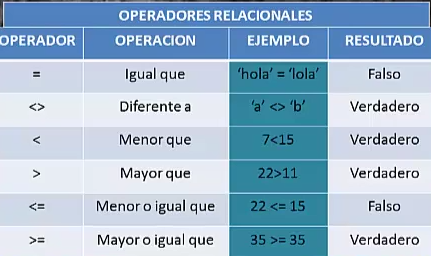 OPERADORES RELACIONALES
OPERADOR OPERACION EJEMPLO RESULTADO
= Igual que ‘hola’ = ‘lola’ Falso
<> Diferente a ‘a’ <> ‘b’ Verdadero
< Menor que 7<15 Verdadero
> Mayor que 22>11 Verdadero
<= Menor o igual que 22 <= 15 Falso
>= Mayor o igual que 35 >= 35 Verdadero